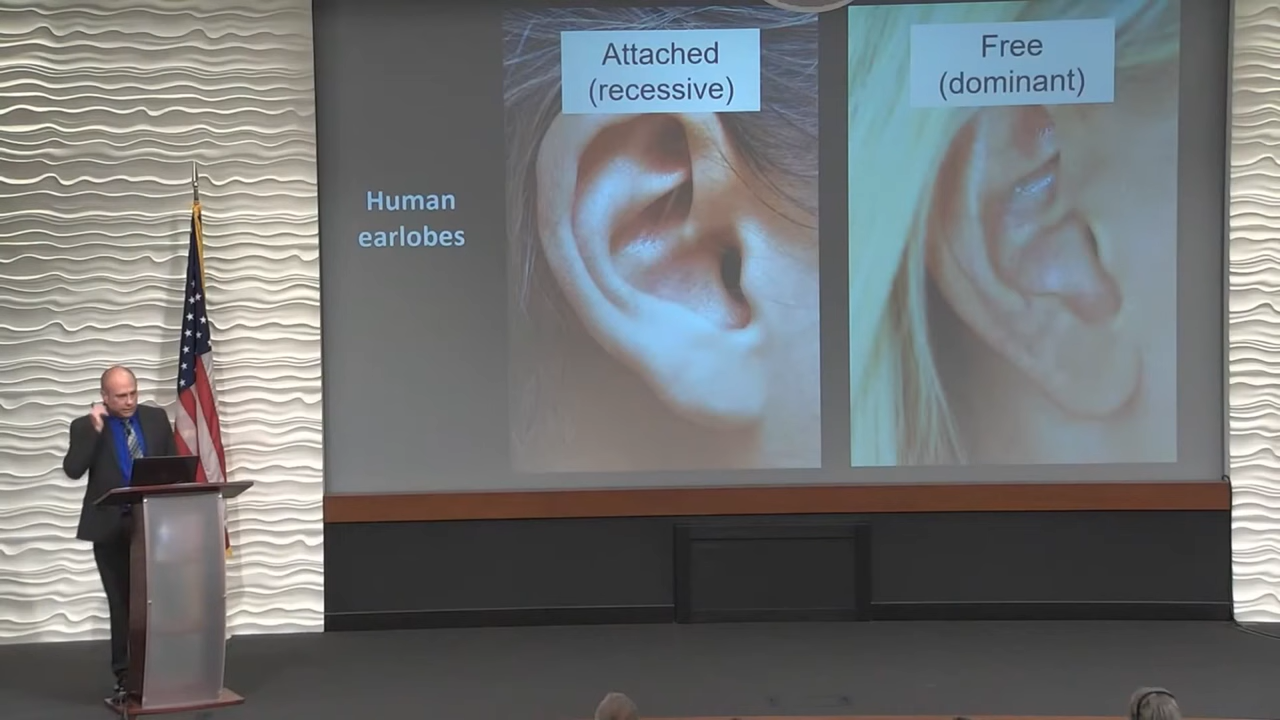 Attached
(recessive)
Free
(dominant)
Human
earlobes